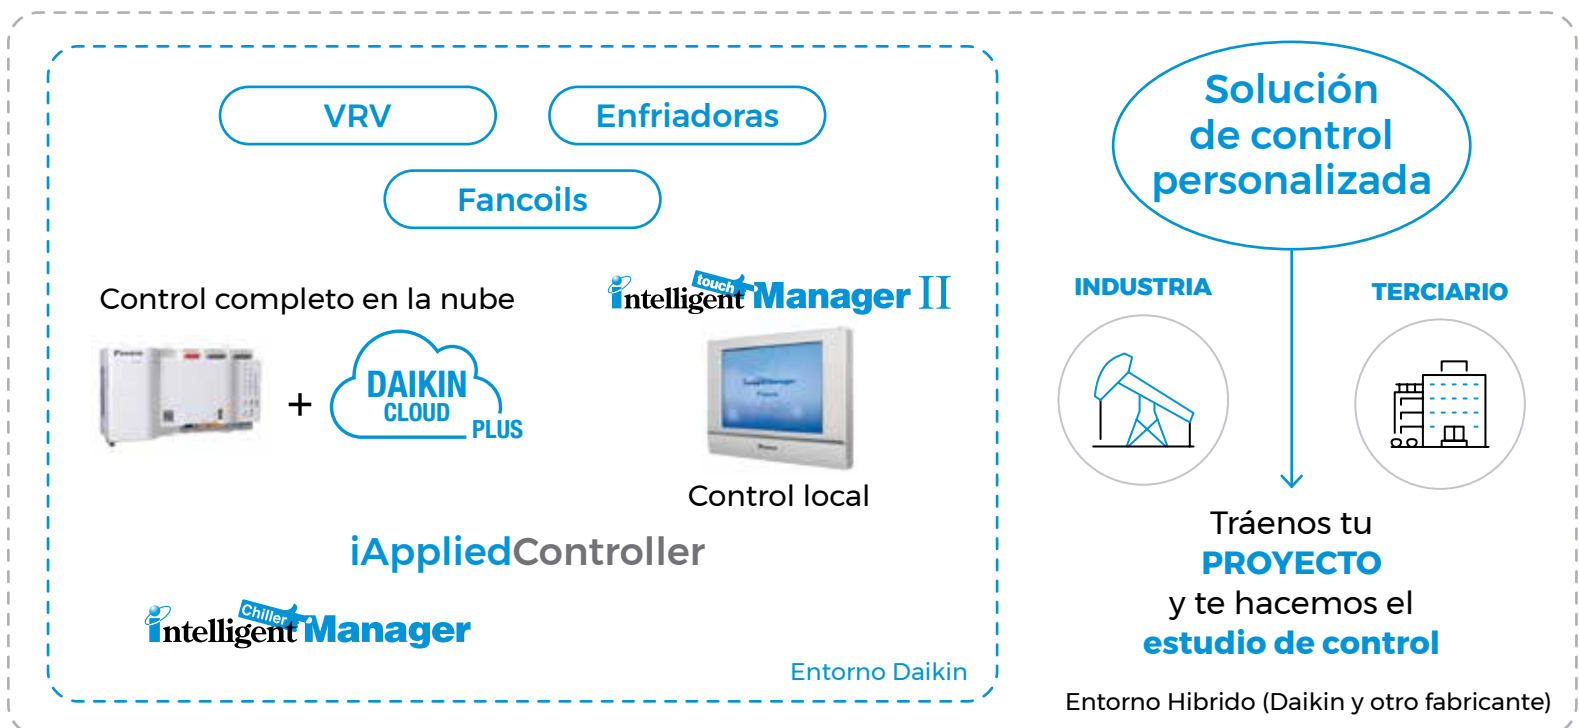 VRV
Enfriadoras
Fancoils
Control completo en la nube
DAIKIN
CLOUD
PLUS
+
touch
intelligent Manager II
Control local
iAppliedController
Chiller
intelligent Manager
Entorno Daikin
Solución
de control
personalizada
INDUSTRIA
TERCIARIO
Tráenos tu
PROYECTO
y te hacemos el
estudio de control
Entorno Hibrido (Daikin y otro fabricante)